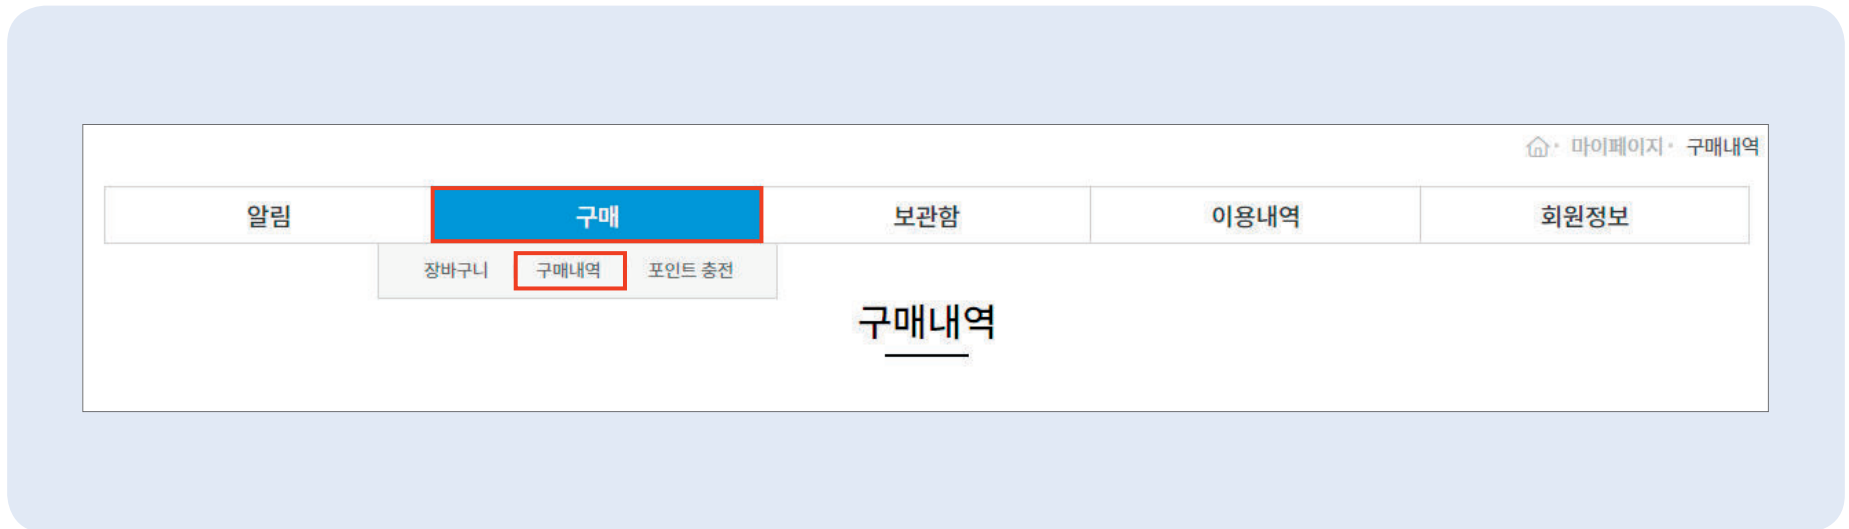 마이페이지 · 구매내역
알림 구매 보관함 이용내역 회원정보
장바구니 구매내역 포인트 충전
구매내역